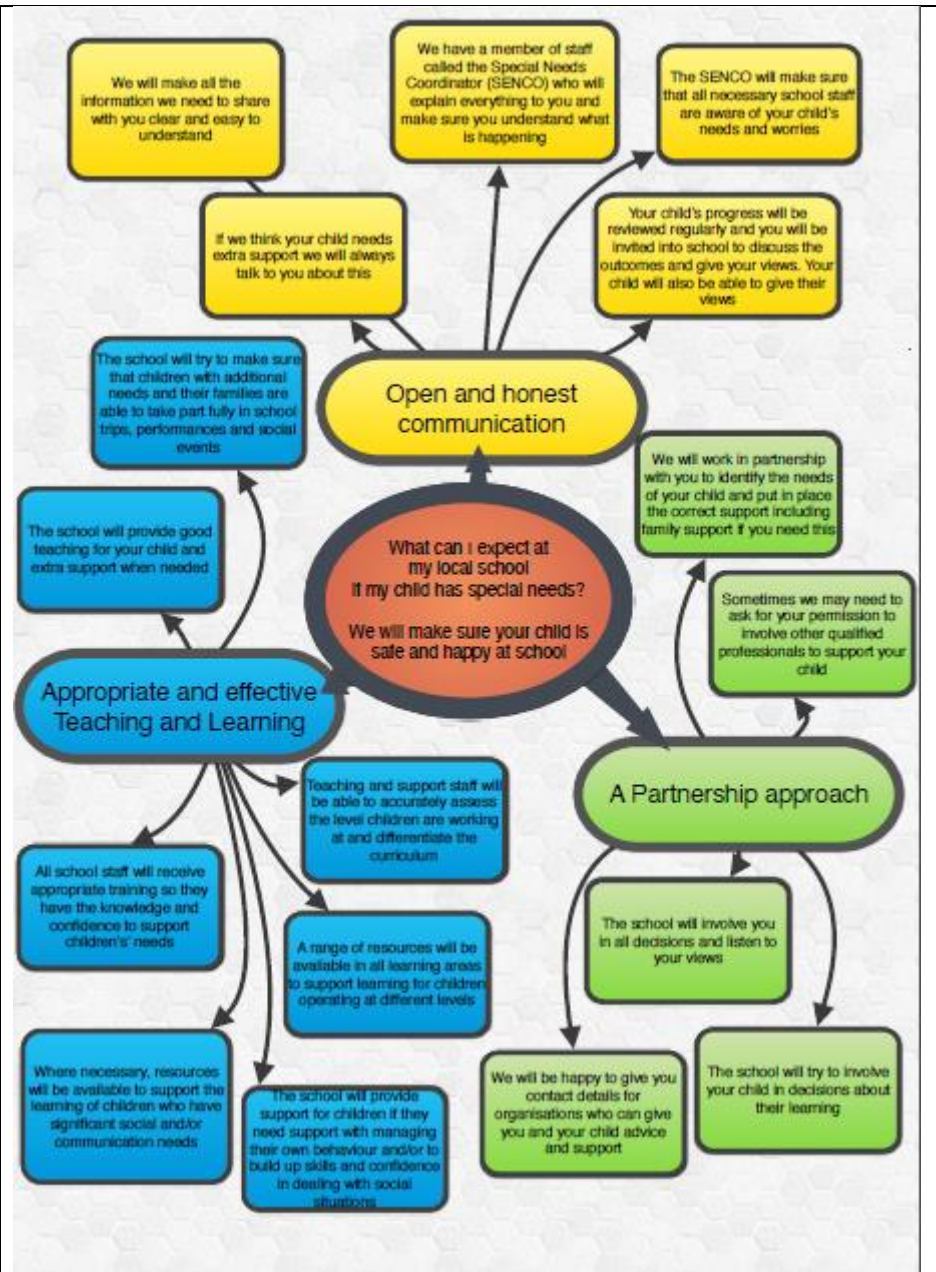 We will make all the
information we need to share
with you clear and easy to
understand
We have a member of staff
called the Special Needs
Coordinator (SENCO) who will
explain everything to you and
make sure you understand what
is happening
The SENCO will make sure
that all necessary school staff
are aware of your child's
needs and worries
If we think your child needs
extra support we will always
talk to you about this
Your child's progress will be
reviewed regularly and you will be
invited into school to discuss the
outcomes and give your views. Your
child will also be able to give their
views
Open and honest
communication
The school will try to make sure
that children with additional
needs and their families are
able to take part fully in school
trips, performances and social
events
The school will provide good
teaching for your child and
extra support when needed
What can I expect at
my local school
If my child has special needs?
We will make sure your child is
safe and happy at school
We will work in partnership
with you to identify the needs
of your child and put in place
the correct support including
family support if you need this
Sometimes we may need to
ask for your permission to
involve other qualified
professionals to support your
child
Appropriate and effective
Teaching and Learning
A Partnership approach
Teaching and support staff will
be able to accurately assess
the level children are working
at and differentiate the
curriculum
All school staff will receive
appropriate training so they
have the knowledge and
confidence to support
children's' needs
A range of resources will be
available in all learning areas
to support learning for children
operating at different levels
The school will involve you
in all decisions and listen to
your views
Where necessary, resources
will be available to support the
learning of children who have
significant social and/or
communication needs
The school will provide
support for children if they
need support with managing
their own behaviour and/or to
build up skills and confidence
in dealing with social
situations
We will be happy to give you
contact details for
organisations who can give
you and your child advice
and support
The school will try to involve
your child in decisions about
their learning